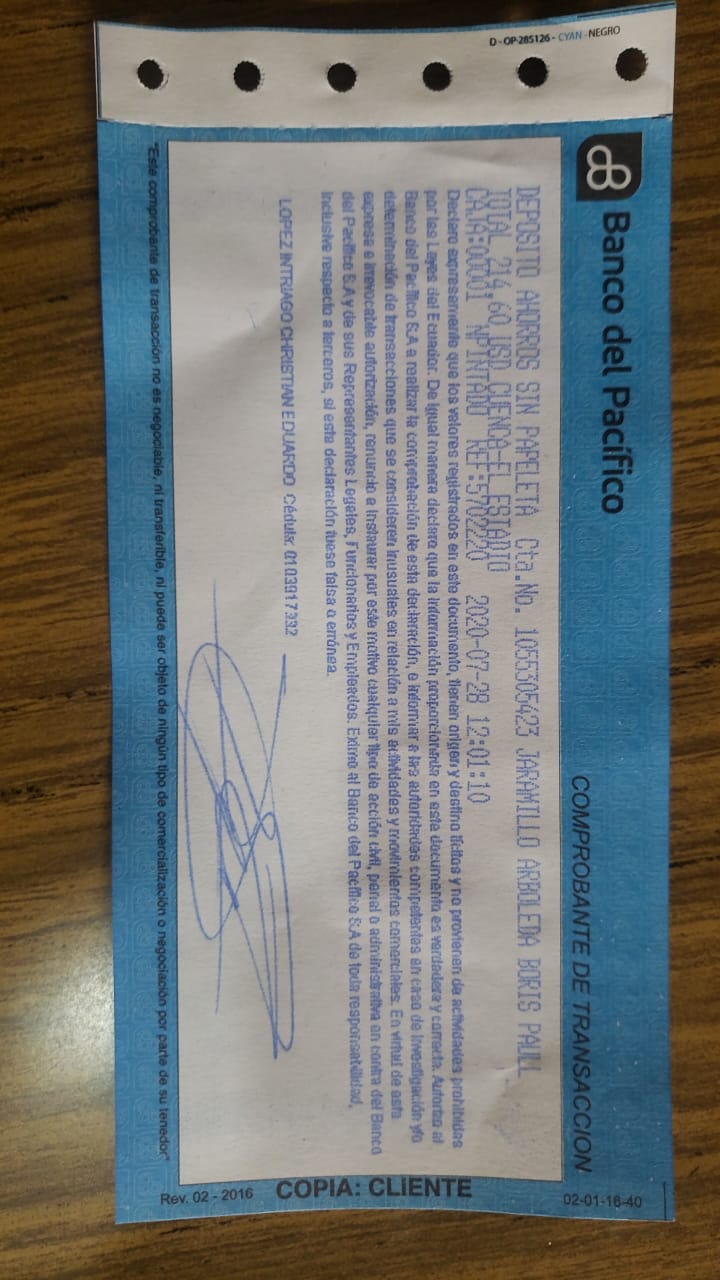 D - OP-285126 - CYAN - NEGRO
Banco del Pacífico
COMPROBANTE DE TRANSACCION
DEPOSITO AHORROS SIN PAPELETA Cta.No. 1055305423 JARAMILLO ARBOLEDA BORIS PAUL
TOTAL 214,60 USD CUENCA-EL ESTADIO
CAJA:00001 NPINTADO REF:5702220 2020-07-28 12:01:10
Declaro expresamente que los valores registrados en este documento, tienen origen y destino lícitos y no provienen de actividades prohibidas
por las Leyes del Ecuador. De igual manera declaro que la información proporcionada en este documento es verdadera y correcta. Autorizo al
Banco del Pacífico S.A a realizar la comprobación de esta declaración, e informar a las autoridades competentes en caso de investigación y/o
determinación de transacciones que se consideren inusuales en relación a mis actividades y movimientos comerciales. En virtud de esta
expresa e irrevocable autorización, renuncio a instaurar por este motivo cualquier tipo de acción civil, penal o administrativa en contra del Banco
del Pacífico S.A y de sus Representantes Legales, Funcionarios y Empleados. Eximo al Banco del Pacífico S.A de toda responsabilidad,
inclusive respecto a terceros, si esta declaración fuese falsa o errónea.
LOPEZ INTRIAGO CHRISTIAN EDUARDO Cédula: 0103917332
"Este comprobante de transacción no es negociable, ni transferible, ni puede ser objeto de ningún tipo de comercialización o negociación por parte de su tenedor"
Rev. 02 - 2016
COPIA: CLIENTE
02-01-16-40